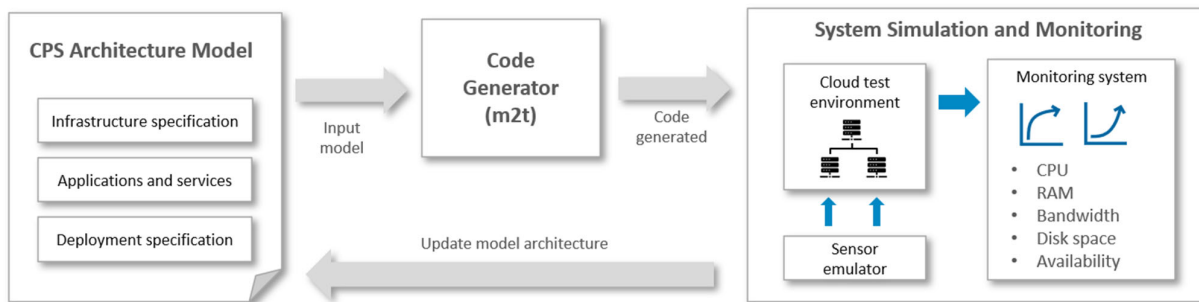 CPS Architecture Model
Infrastructure specification
Applications and services
Deployment specification
Input
model
Code
Generator
(m2t)
Code
generated
Update model architecture
System Simulation and Monitoring
Cloud test
environment
Sensor
emulator
Monitoring system
• CPU
• RAM
• Bandwidth
• Disk space
• Availability